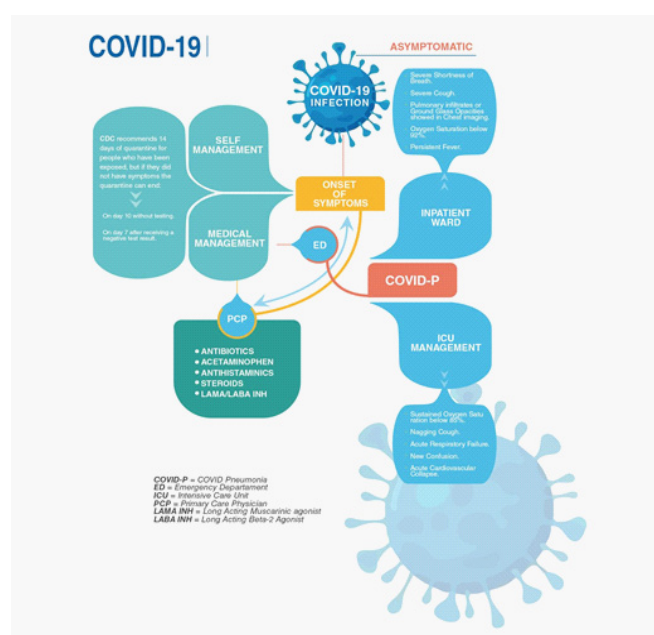 COVID-19
ASYMPTOMATIC
COVID-19
INFECTION
Severe Shortness of
Breath.
Severe Cough.
Pulmonary infiltrates or
Ground Glass Opacities
showed in Chest imaging.
Oxygen Saturation below
90%.
Persistent Fever.
CDC recommends 14
days of quarantine for
people who have been
exposed, but if they did
not have symptoms the
quarantine can end:
On day 10 without testing.
On day 7 after receiving a
negative test result.
SELF
MANAGEMENT
ONSET
OF
SYMPTOMS
MEDICAL
MANAGEMENT
ED
INPATIENT
WARD
COVID-P
PCP
ICU
MANAGEMENT
• ANTIBIOTICS
• ACETAMINOPHEN
• ANTIHISTAMINICS
• STEROIDS
• LAMA/LABA INH
Sustained Oxygen Satu
ration below 85%.
Nagging Cough.
Acute Respiratory Failure.
New Confusion.
Acute Cardiovascular
Collapse.
COVID-P = COVID Pneumonia
ED = Emergency Departament
ICU = Intensive Care Unit
PCP = Primary Care Physician
LAMA INH = Long Acting Muscarinic agonist
LABA INH = Long Acting Beta-2 Agonist